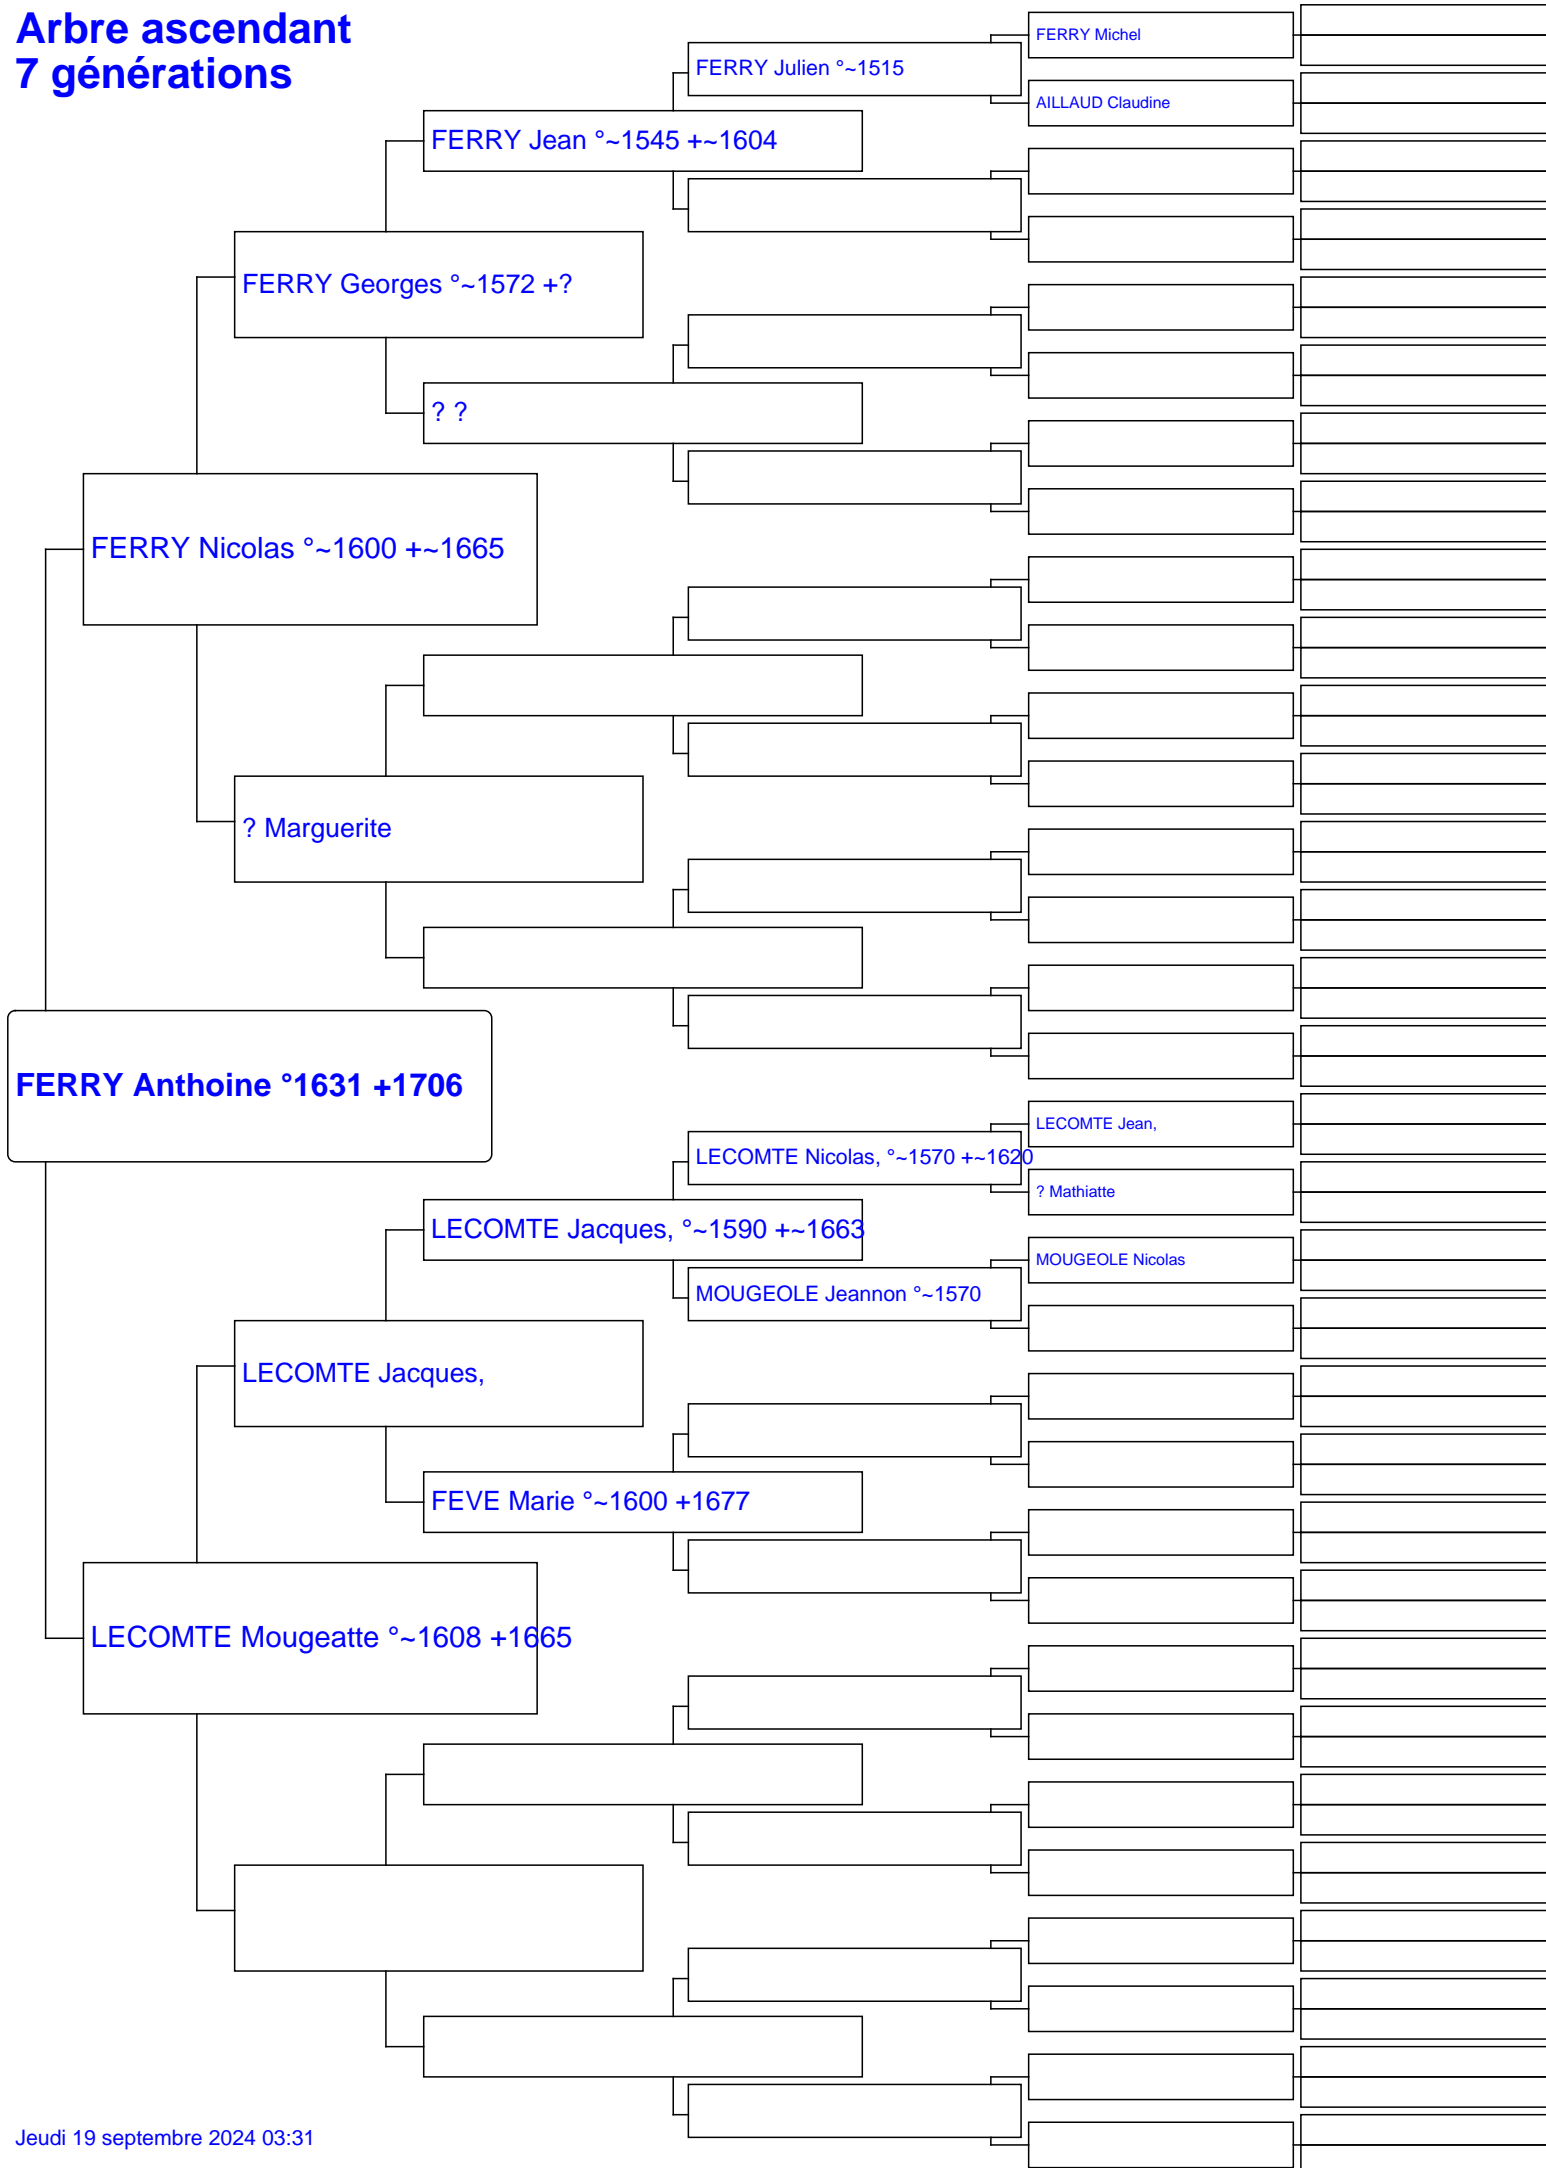 Arbre ascendant
7 générations
FERRY Michel
FERRY Julien °~1515
AILLAUD Claudine
FERRY Jean °~1545 +~1604
FERRY Georges °~1572 +?
? ?
FERRY Nicolas °~1600 +~1665
? Marguerite
FERRY Anthoine °1631 +1706
LECOMTE Jean,
LECOMTE Nicolas, °~1570 +~1620
? Mathiatte
LECOMTE Jacques, °~1590 +~1663
MOUGEOLE Nicolas
MOUGEOLE Jeannon °~1570
LECOMTE Jacques,
FEVE Marie °~1600 +1677
LECOMTE Mougeatte °~1608 +1665
Jeudi 19 septembre 2024 03:31